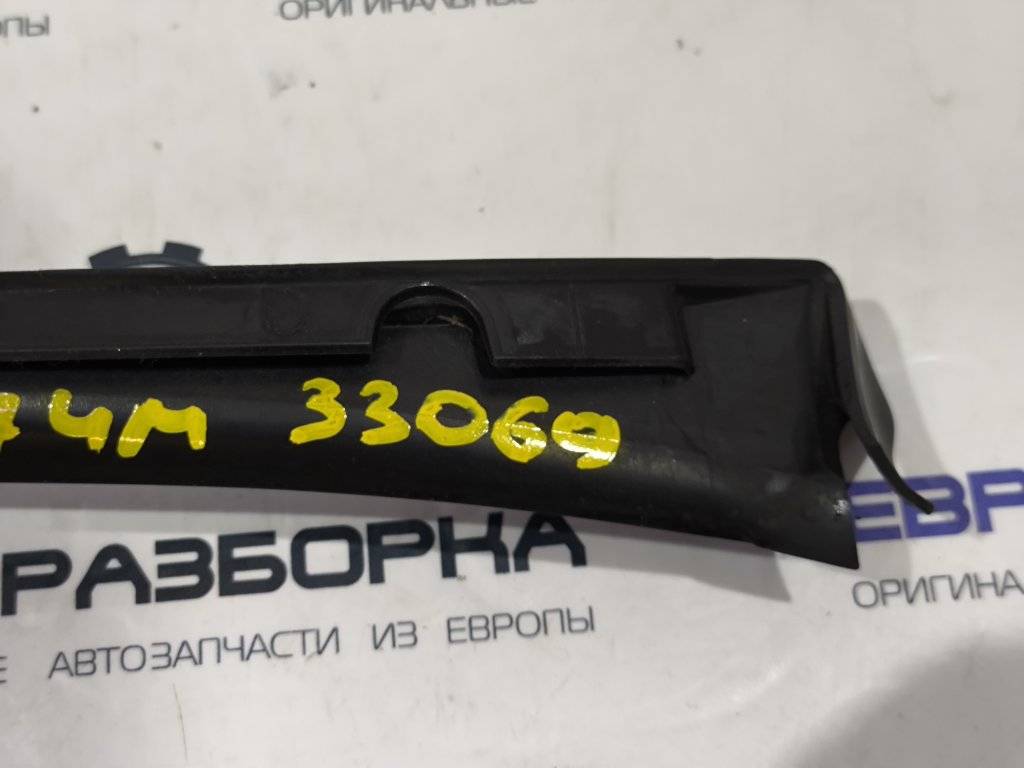 ОРИГИНАЛЬНЫЕ
4М 33069
РАЗБОРКА
АВТОЗАПЧАСТИ ИЗ ЕВРОПЫ
ЕВР
ОРИГИНА